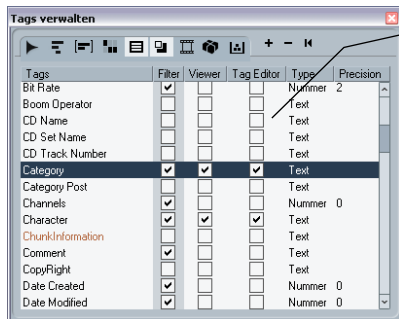 Tags verwalten
Tags Filter Viewer Tag Editor Type Precision
Bit Rate Nummer 2
Boom Operator Text
CD Name Text
CD Set Name Text
CD Track Number Text
Category Text
Category Post Text
Channels Nummer 0
Character Text
ChunkInformation Text
Comment Text
CopyRight Text
Date Created Nummer 0
Date Modified Nummer 0